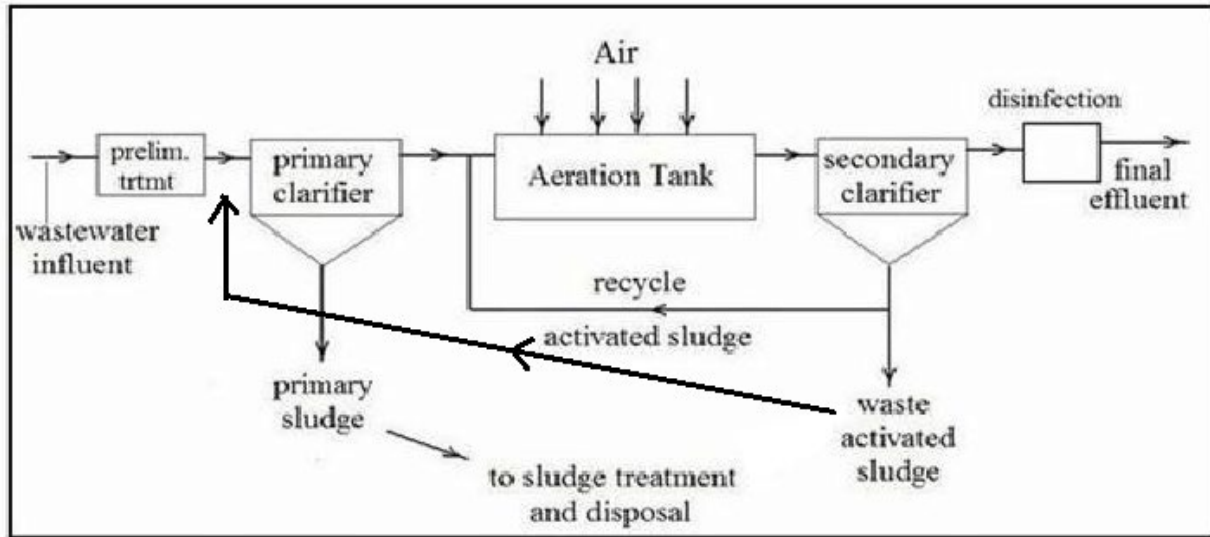 Air
disinfection
prelim.
trtmt
primary
clarifier
Aeration Tank
secondary
clarifier
final
effluent
wastewater
influent
recycle
activated sludge
primary
sludge
waste
activated
sludge
to sludge treatment
and disposal